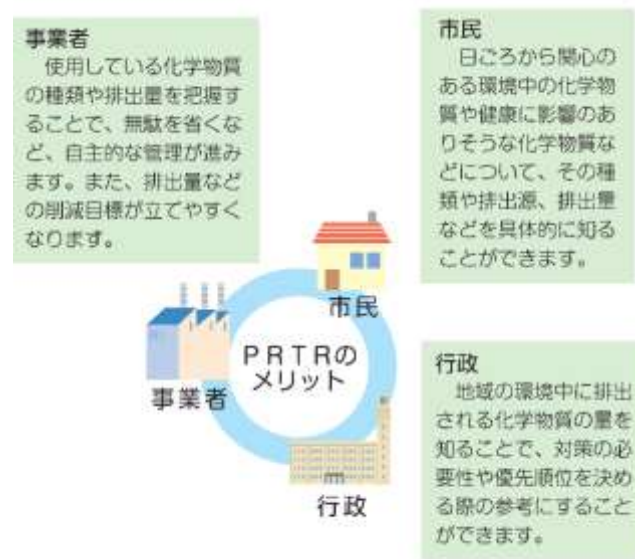 事業者
使用している化学物質
の種類や排出量を把握す
ることで、無駄を省くな
ど、自主的な管理が進み
ます。また、排出量など
の削減目標が立てやすく
なります。
市民
日ごろから関心の
ある環境中の化学物
質や健康に影響のあ
りそうな化学物質な
どについて、その種
類や排出源、排出量
などを具体的に知る
ことができます。
市民
PRTRの
メリット
事業者
行政
行政
地域の環境中に排出
される化学物質の量を
知ることで、対策の必
要性や優先順位を決め
る際の参考にすること
ができます。